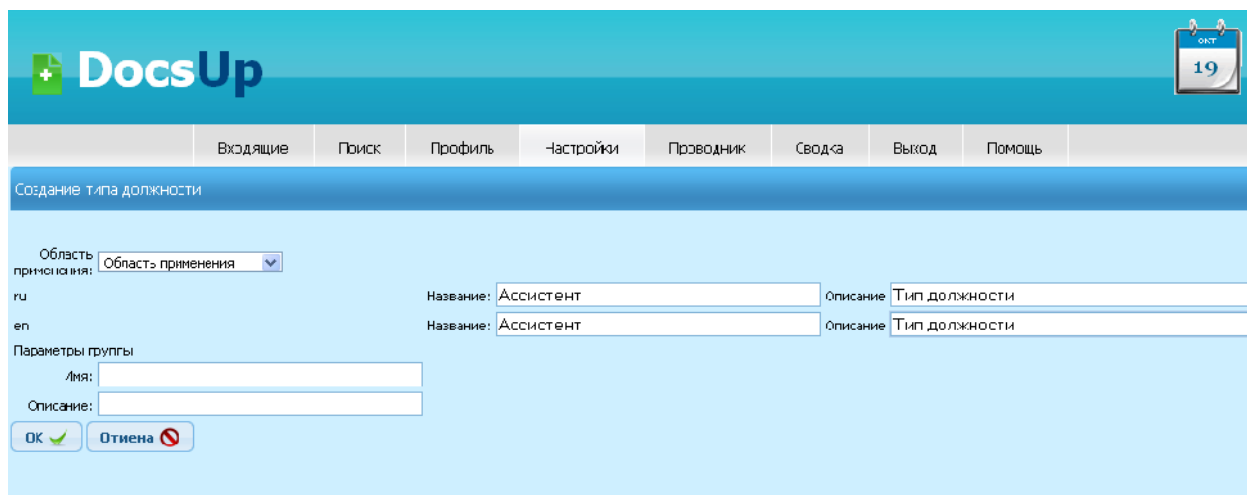 ОКТ
DocsUp
19
Входящие Поиск Профиль Настройки Проводник Сводка Выход Помощь
Создание типа должности
Область применения: Область применения
ru Название: Ассистент Описание Тип должности
en Название: Ассистент Описание Тип должности
Параметры группы
Имя:
Описание:
ОК Отмена